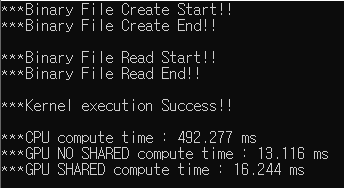 ***Binary File Create Start!!
***Binary File Create End!!
***Binary File Read Start!!
***Binary File Read End!!
***Kernel execution Success!!
***CPU compute time : 492.277 ms
***GPU NO SHARED compute time : 13.116 ms
***GPU SHARED compute time : 16.244 ms